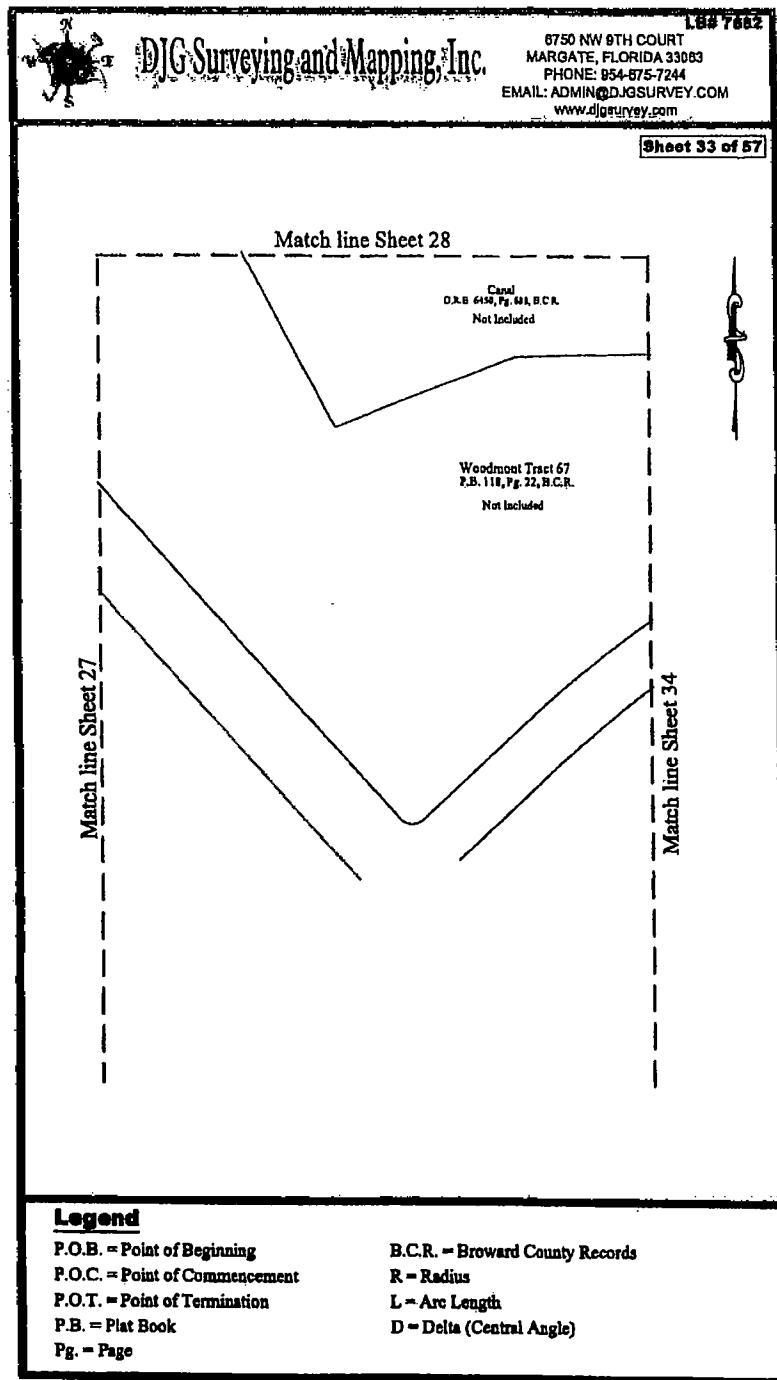 LB# 7682
DJG Surveying and Mapping, Inc.
6750 NW 9TH COURT
MARGATE, FLORIDA 33063
PHONE: 954-675-7244
EMAIL: ADMIN@DJGSURVEY.COM
www.djgsurvey.com
N
E
S
Sheet 33 of 57
Match line Sheet 28
Canal
O.R.B. 6450, Pg. B.C.R.
Not Included
Woodmont Tract 67
P.B. 118, Pg. 22, B.C.R.
Not Included
Match line Sheet 27
Match line Sheet 34
Legend
P.O.B. = Point of Beginning
P.O.C. = Point of Commencement
P.O.T. = Point of Termination
P.B. = Plat Book
Pg. = Page
B.C.R. = Broward County Records
R = Radius
L = Arc Length
D = Delta (Central Angle)